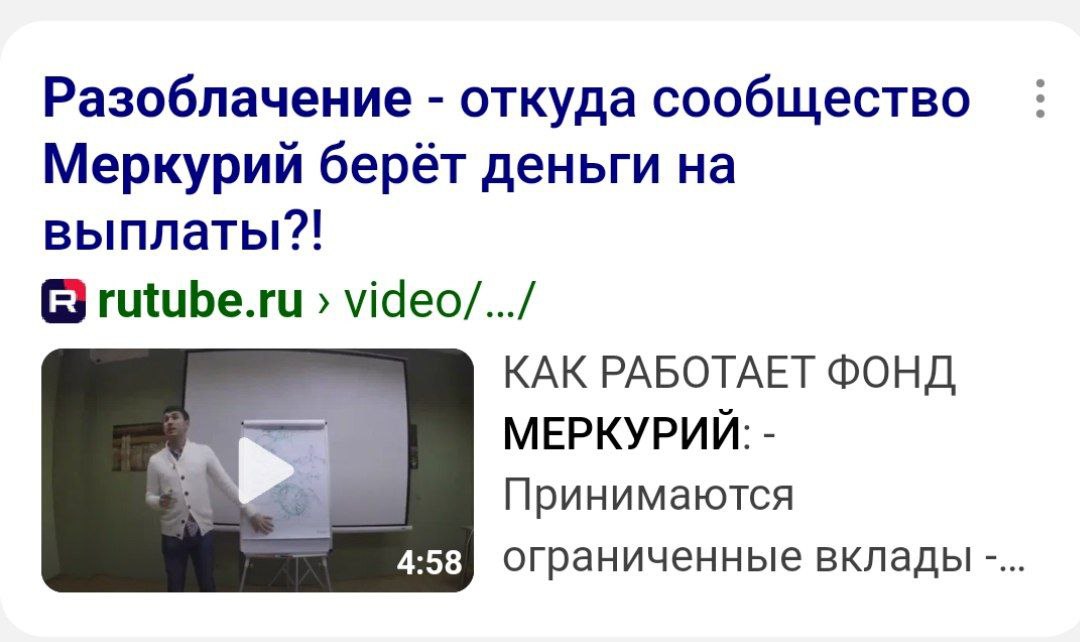 Разоблачение - откуда сообщество
Меркурий берёт деньги на
выплаты?!
R rutube.ru › video/.../
КАК РАБОТАЕТ ФОНД
МЕРКУРИЙ: -
Принимаются
ограниченные вклады -...
4:58